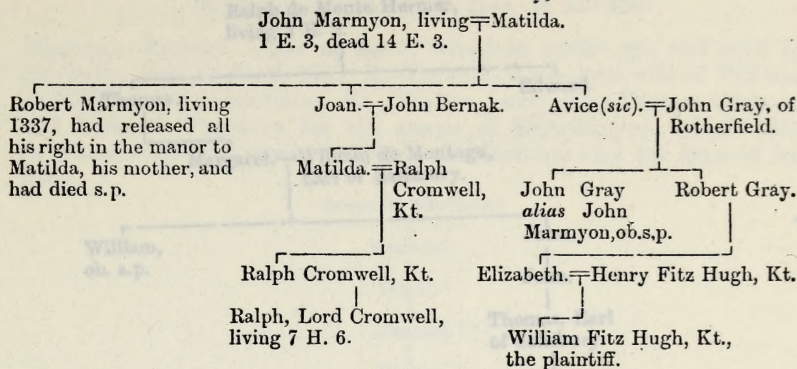 John Marmyon, living=Matilda.
1 E. 3, dead 14 E. 3.
Robert Marmyon, living
1337, had released all
his right in the manor to
Matilda, his mother, and
had died s.p.
Joan.=John Bernak.
Avice (sic).=John Gray, of
Rotherfield.
Matilda.=Ralph
Cromwell,
Kt.
John Gray
alias John
Marmyon, ob. s.p.
Robert Gray.
Ralph Cromwell, Kt.
Elizabeth.=Henry Fitz Hugh, Kt.
Ralph, Lord Cromwell,
living 7 H. 6.
William Fitz Hugh, Kt.,
the plaintiff.
William,
ob. s.p.